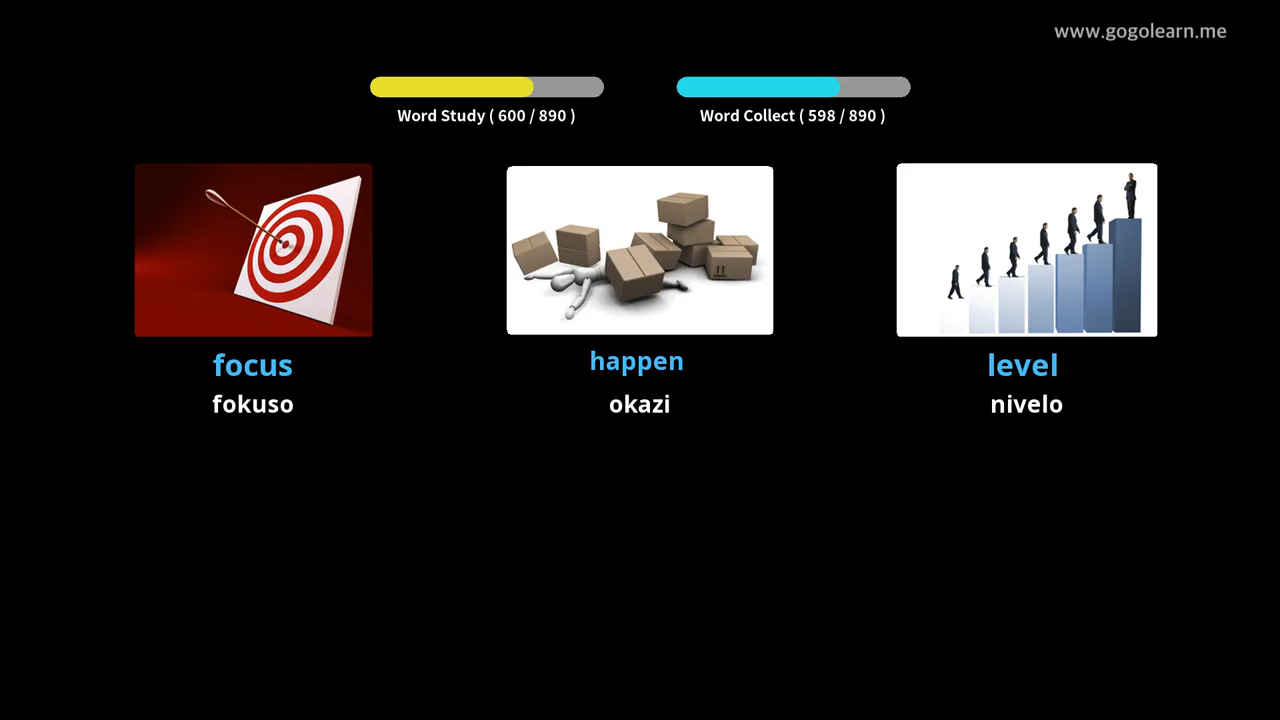 www.gogolearn.me
Word Study ( 600 / 890 )
Word Collect ( 598 / 890 )
focus
fokuso
happen
okazi
level
nivelo